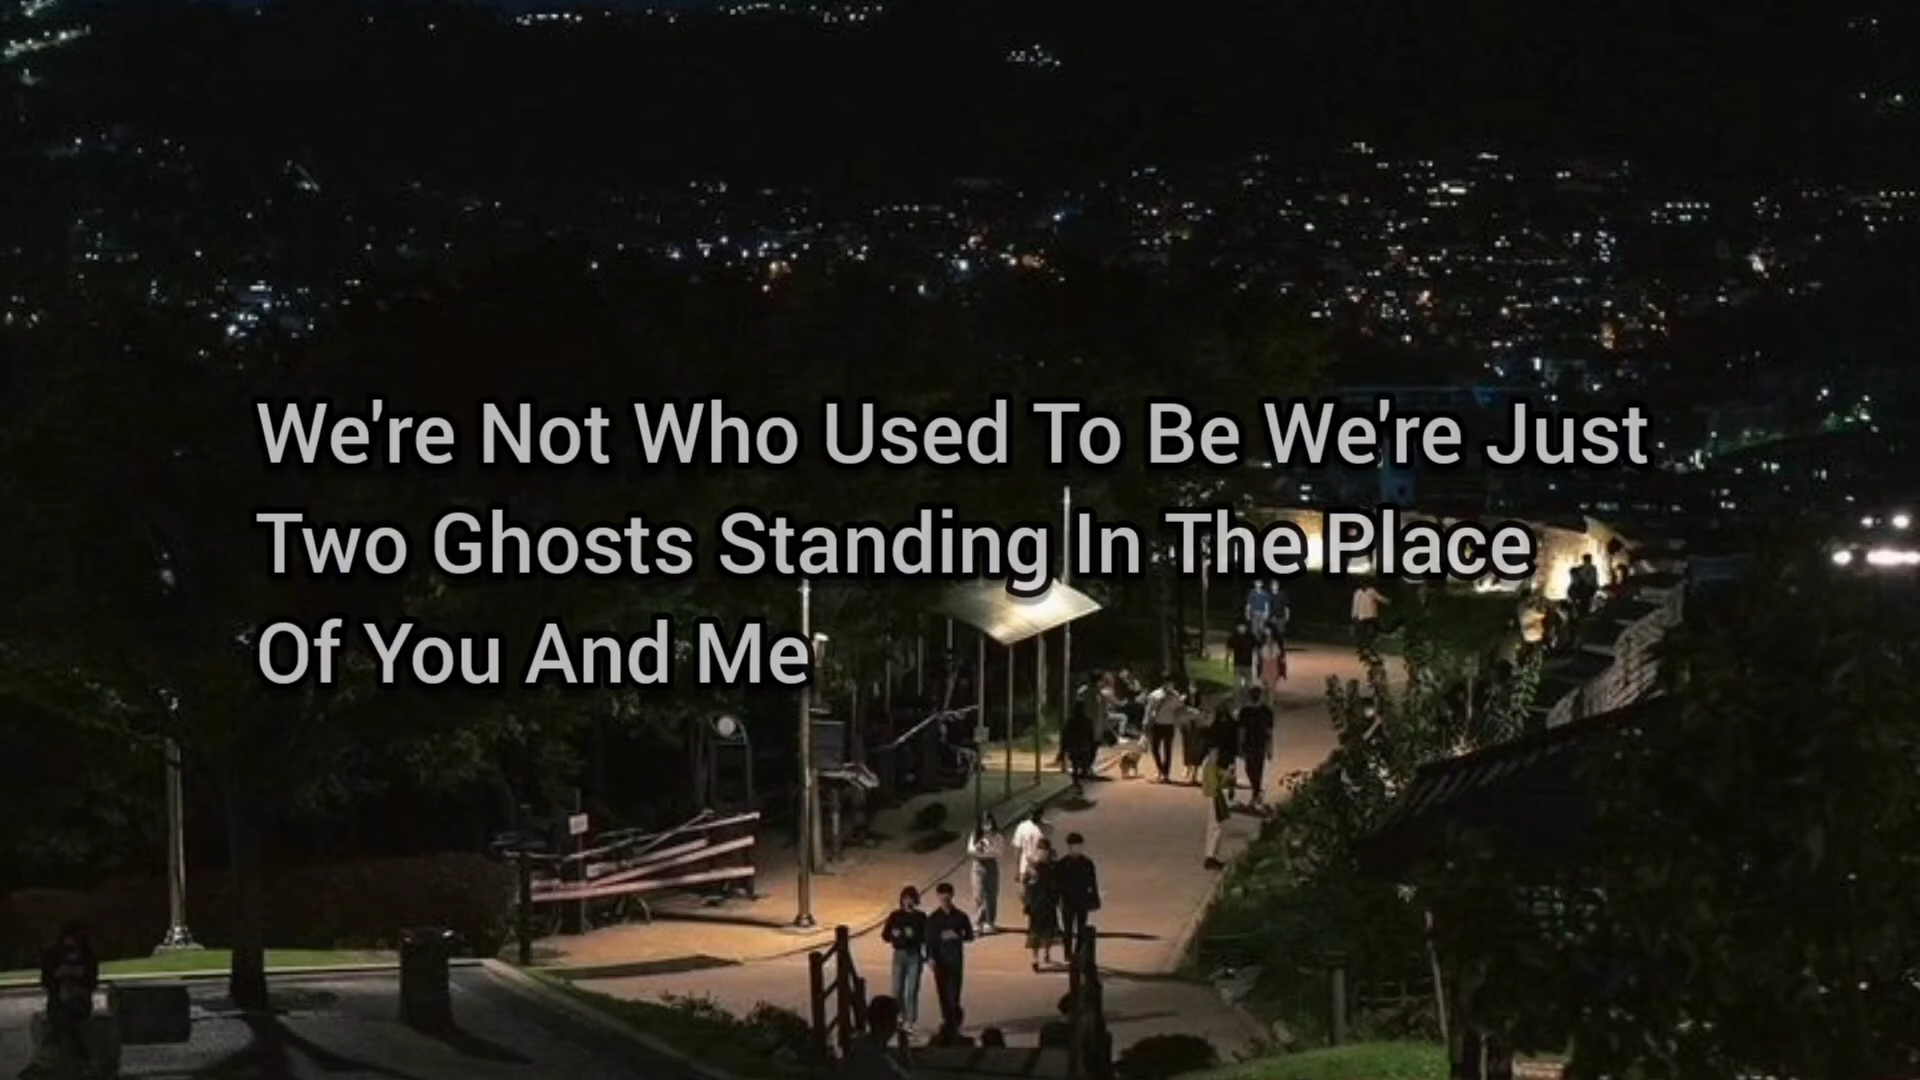 We're Not Who Used To Be We're Just
Two Ghosts Standing In The Place
Of You And Me